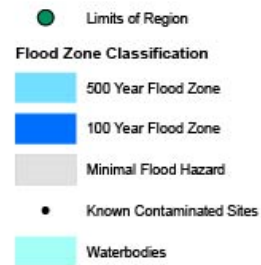 Limits of Region
Flood Zone Classification
500 Year Flood Zone
100 Year Flood Zone
Minimal Flood Hazard
Known Contaminated Sites
Waterbodies